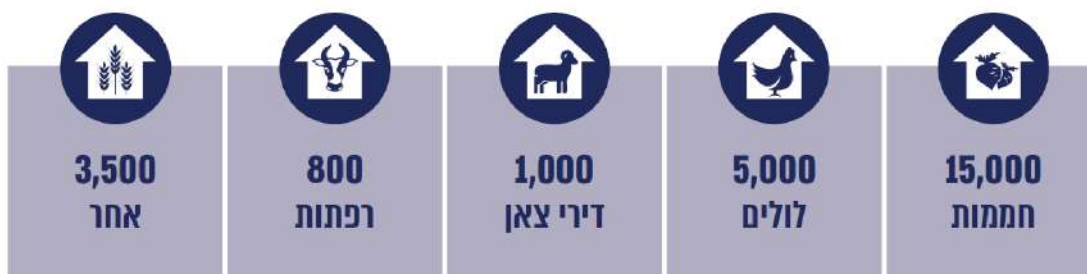 15,000
חממות
5,000
לולים
1,000
דירי צאן
800
רפתות
3,500
אחר